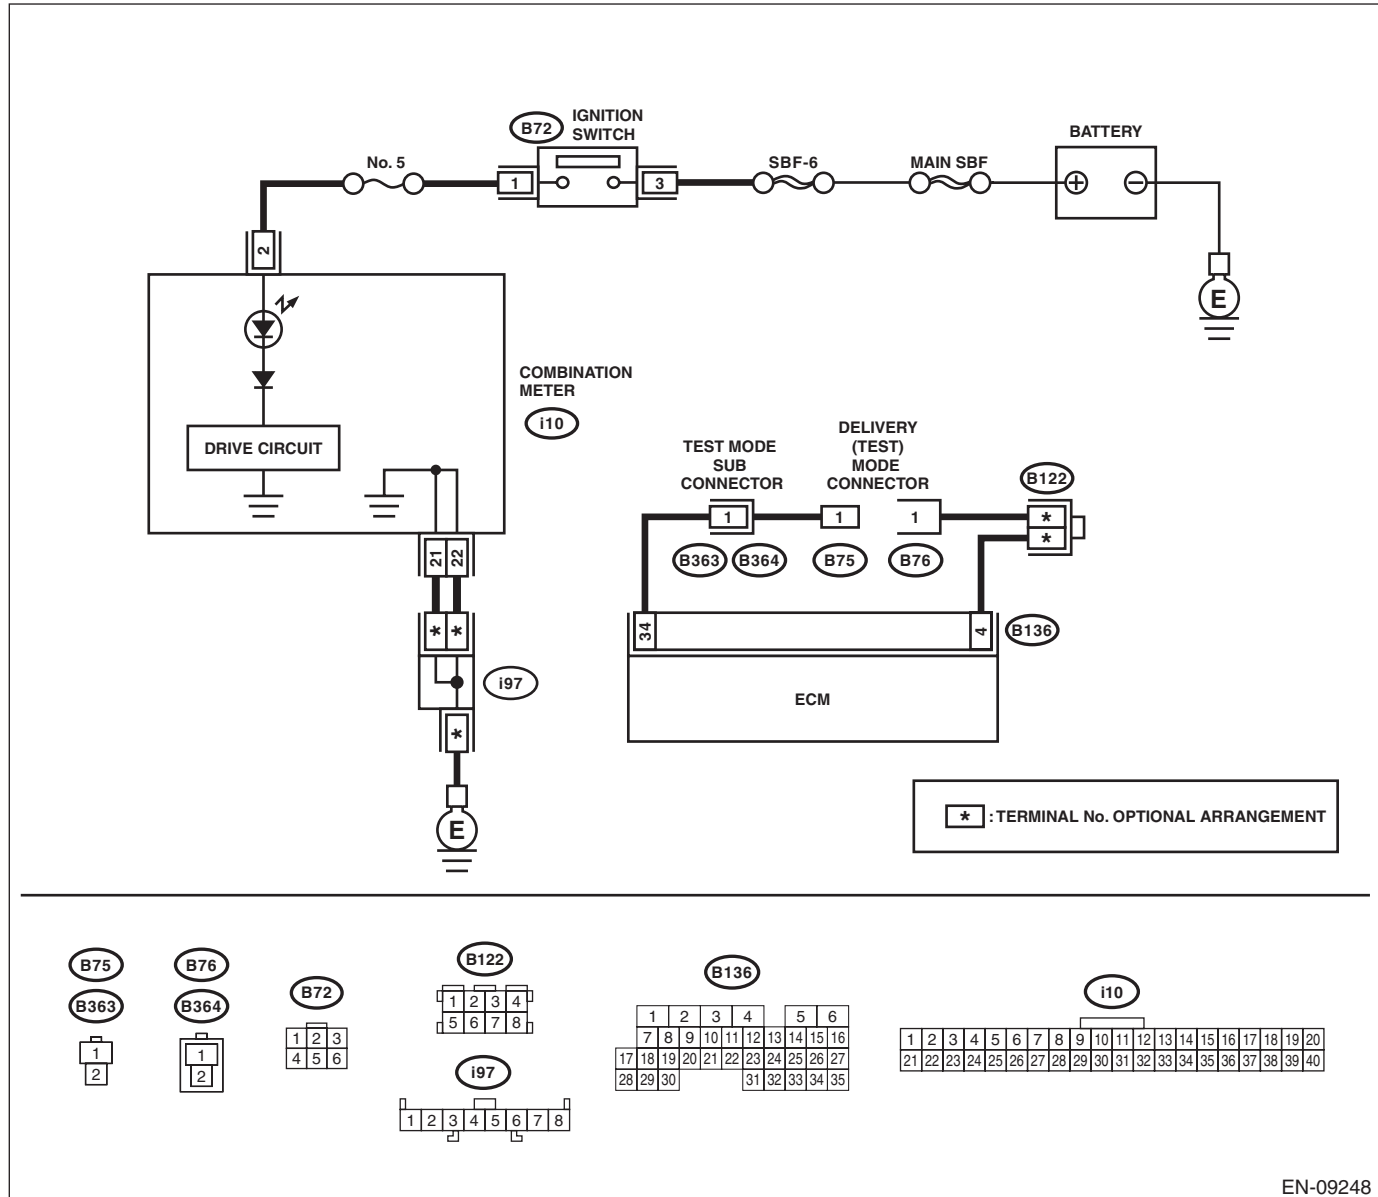 B72
IGNITION
SWITCH
BATTERY
No. 5
SBF-6
MAIN SBF
1
3
+
−
2
E
COMBINATION
METER
i10
DRIVE CIRCUIT
TEST MODE
SUB
CONNECTOR
DELIVERY
(TEST)
MODE
CONNECTOR
B122
1
1
1
*
*
B363
B364
B75
B76
21
22
34
4
B136
*
*
i97
ECM
*
E
* : TERMINAL No. OPTIONAL ARRANGEMENT
B75
B363
1
2
B76
B364
1
2
B72
1 2 3
4 5 6
B122
1 2 3 4
5 6 7 8
i97
1 2 3 4 5 6 7 8
B136
1 2 3 4 5 6
7 8 9 10 11 12 13 14 15 16
17 18 19 20 21 22 23 24 25 26 27
28 29 30 31 32 33 34 35
i10
1 2 3 4 5 6 7 8 9 10 11 12 13 14 15 16 17 18 19 20
21 22 23 24 25 26 27 28 29 30 31 32 33 34 35 36 37 38 39 40
EN-09248